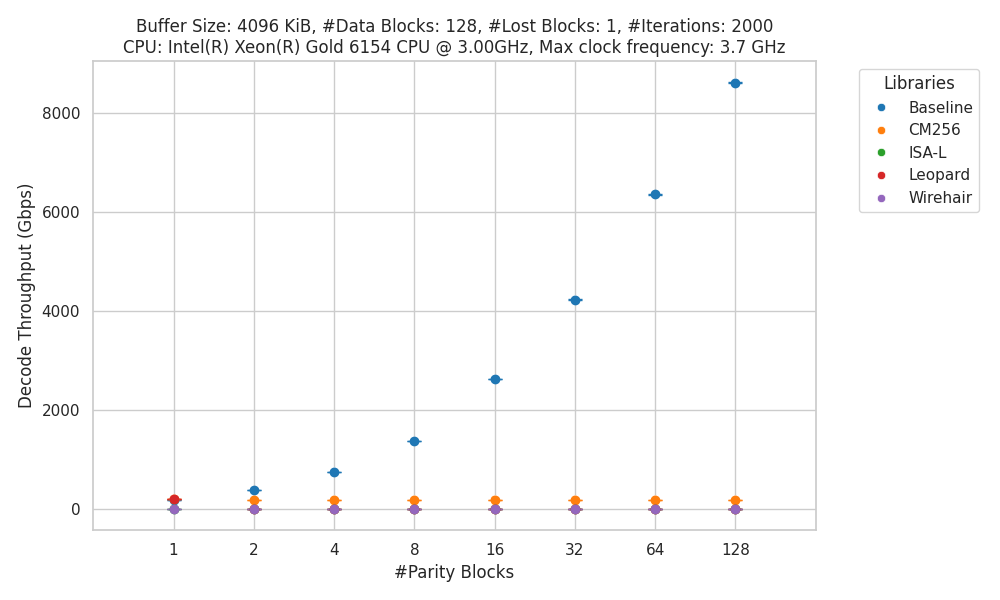 Buffer Size: 4096 KiB, #Data Blocks: 128, #Lost Blocks: 1, #Iterations: 2000
CPU: Intel(R) Xeon(R) Gold 6154 CPU @ 3.00GHz, Max clock frequency: 3.7 GHz
Libraries
Baseline
CM256
ISA-L
Leopard
Wirehair
Decode Throughput (Gbps)
8000
6000
4000
2000
0
1 2 4 8 16 32 64 128
#Parity Blocks